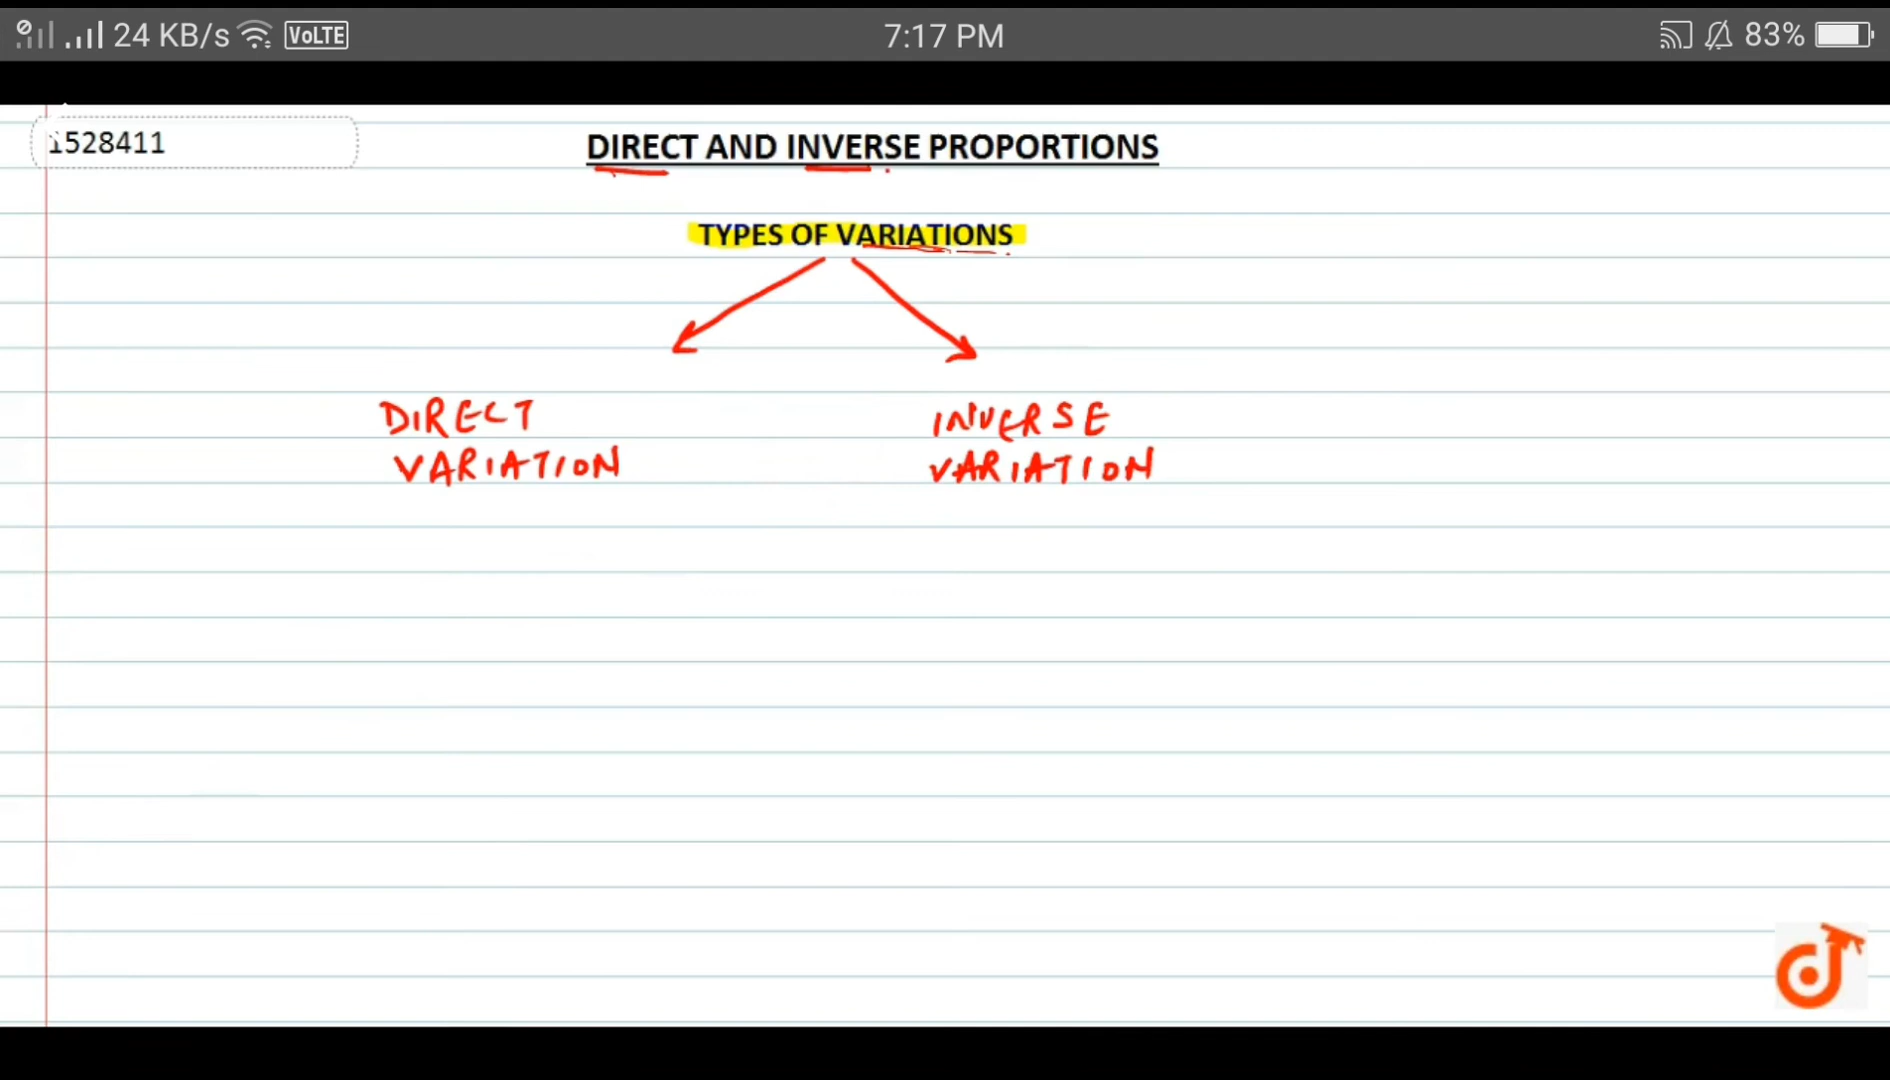 24 KB/s VoLTE 7:17 PM 83%
1528411
DIRECT AND INVERSE PROPORTIONS
TYPES OF VARIATIONS
DIRECT INVERSE
VARIATION VARIATION